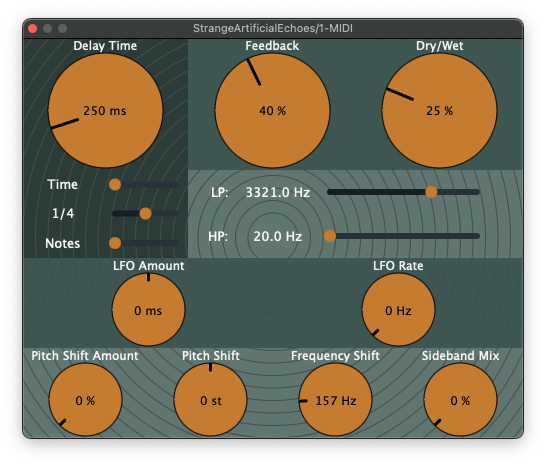 StrangeArtificialEchoes/1-MIDI
Delay Time
Feedback
Dry/Wet
250 ms
40 %
25 %
Time
1/4
Notes
LP: 3321.0 Hz
HP: 20.0 Hz
LFO Amount
LFO Rate
0 ms
0 Hz
Pitch Shift Amount
Pitch Shift
Frequency Shift
Sideband Mix
0 %
0 st
157 Hz
0 %